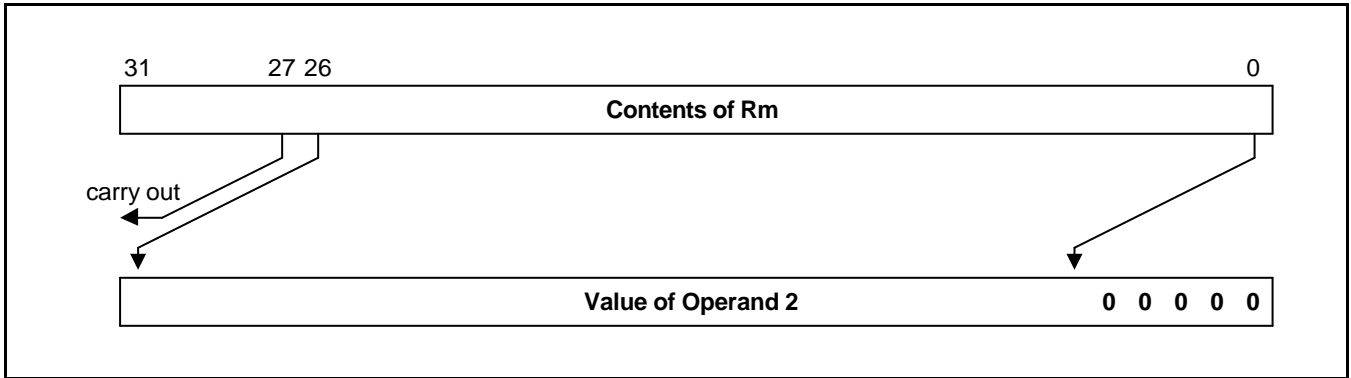 31 27 26 0
Contents of Rm
carry out
Value of Operand 2 0 0 0 0 0